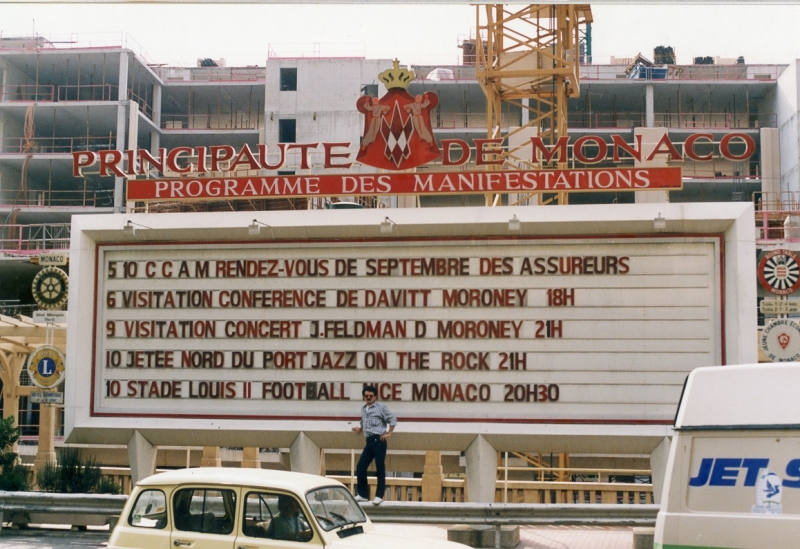 PRINCIPAUTE DE MONACO
PROGRAMME DES MANIFESTATIONS
5 10 C C A M RENDEZ-VOUS DE SEPTEMBRE DES ASSUREURS
6 VISITATION CONFERENCE DE DAVITT MORONEY 18H
9 VISITATION CONCERT J.FELDMAN D MORONEY 21H
10 JETEE NORD DU PORT JAZZ ON THE ROCK 21H
10 STADE LOUIS II FOOTBALL NICE MONACO 20H30
MONACO
L
JEUNE CHAMBRE
JET S